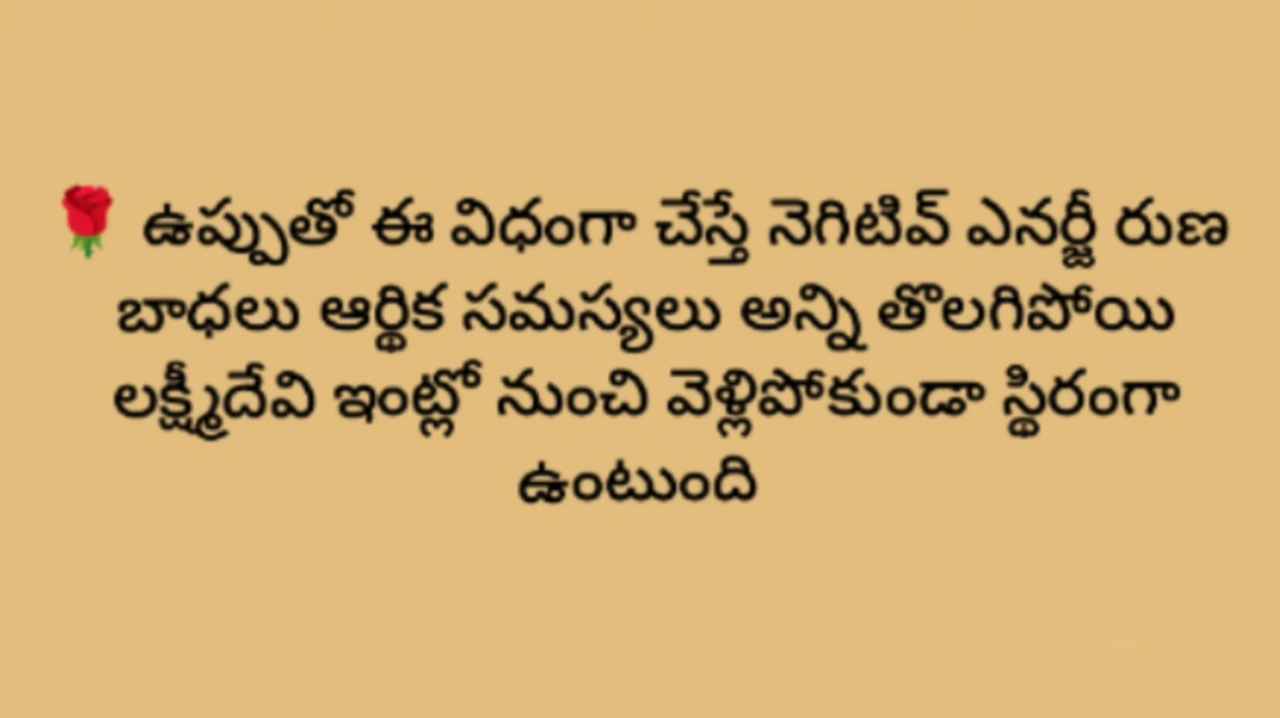 🌹 ఉప్పుతో ఈ విధంగా చేస్తే నెగిటివ్ ఎనర్జీ రుణ
బాధలు ఆర్థిక సమస్యలు అన్ని తొలగిపోయి
లక్ష్మీదేవి ఇంట్లో నుంచి వెళ్లిపోకుండా స్థిరంగా
ఉంటుంది